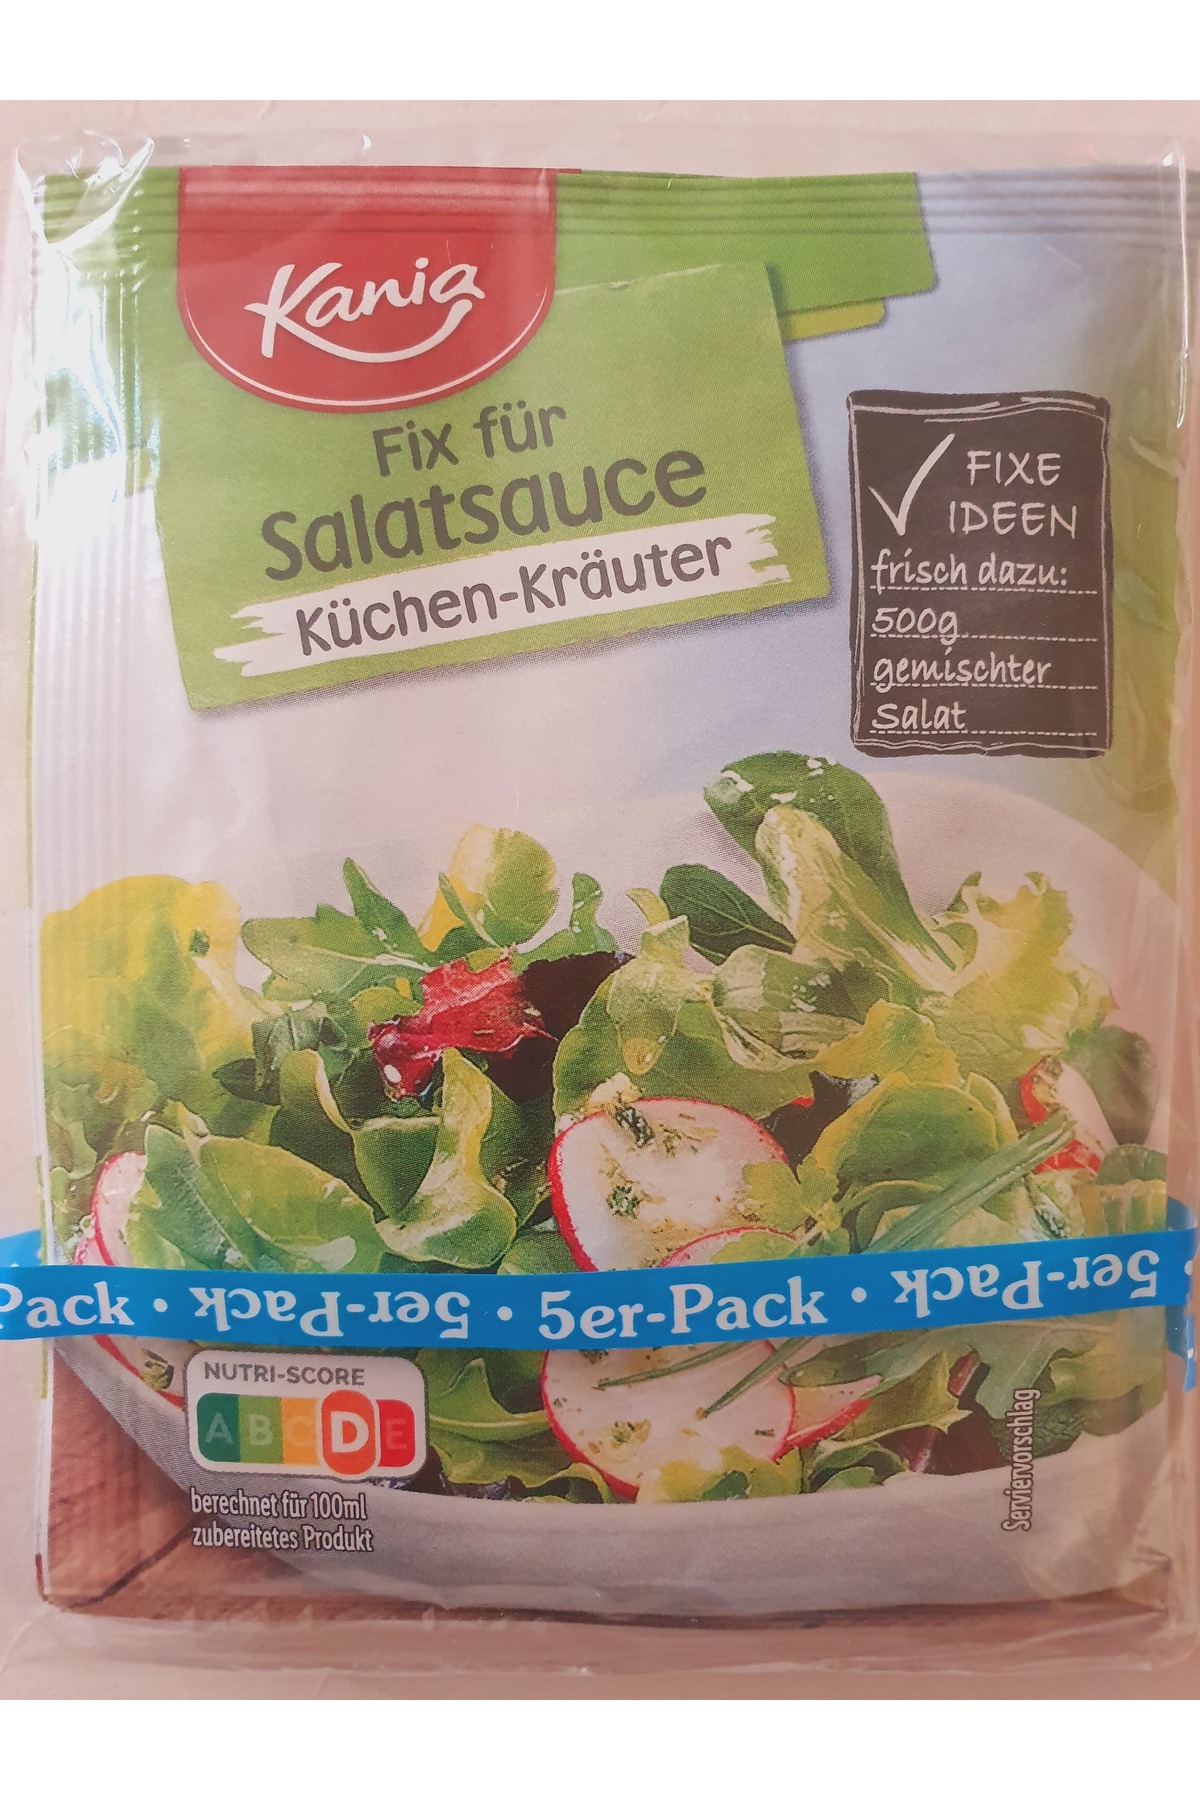 Kania
Fix für
Salatsauce
Küchen-Kräuter
FIXE
IDEEN
frisch dazu:
500g
gemischter
Salat
Pack • 5er-Pack • 5er-Pack • 5er-Pack
NUTRI-SCORE
A B C D E
berechnet für 100ml
zubereitetes Produkt
Serviervorschlag